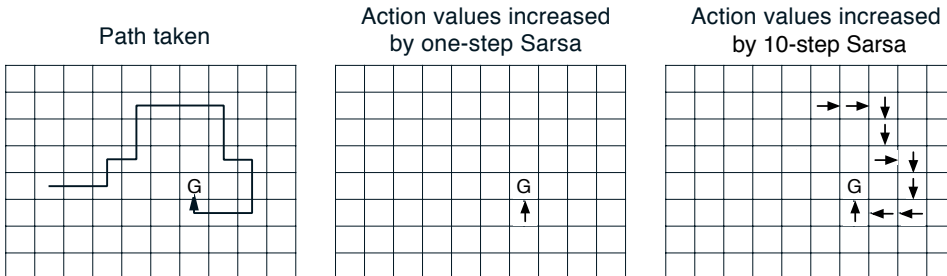 Path taken
Action values increased
by one-step Sarsa
Action values increased
by 10-step Sarsa
G
G
G